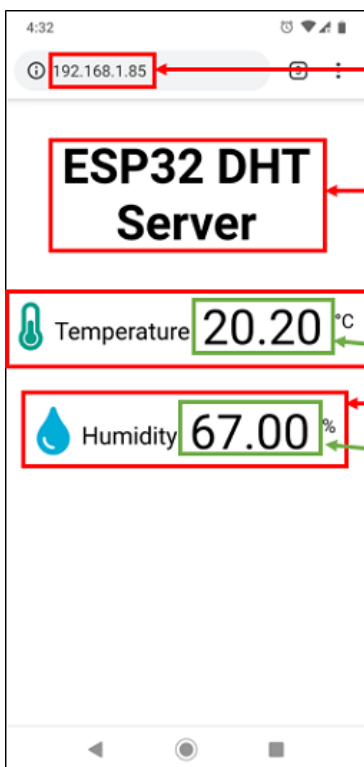 4:32
192.168.1.85
ESP32 DHT
Server
Temperature 20.20 °C
Humidity 67.00 %